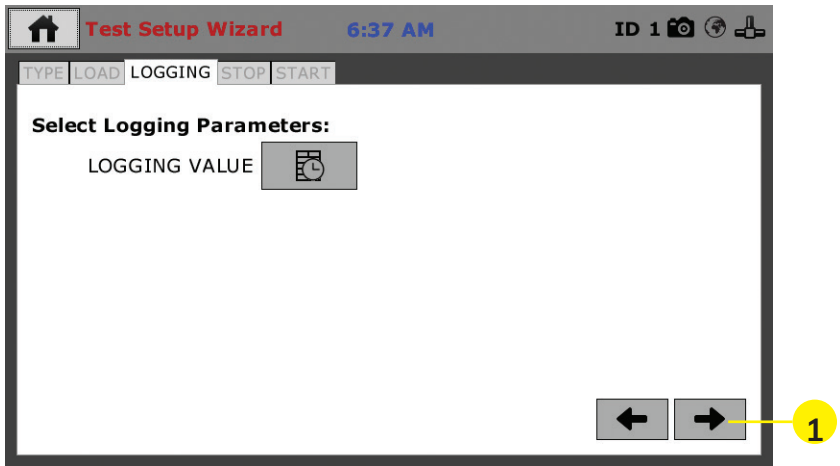 Test Setup Wizard 6:37 AM ID 1
TYPE LOAD LOGGING STOP START
Select Logging Parameters:
LOGGING VALUE
1